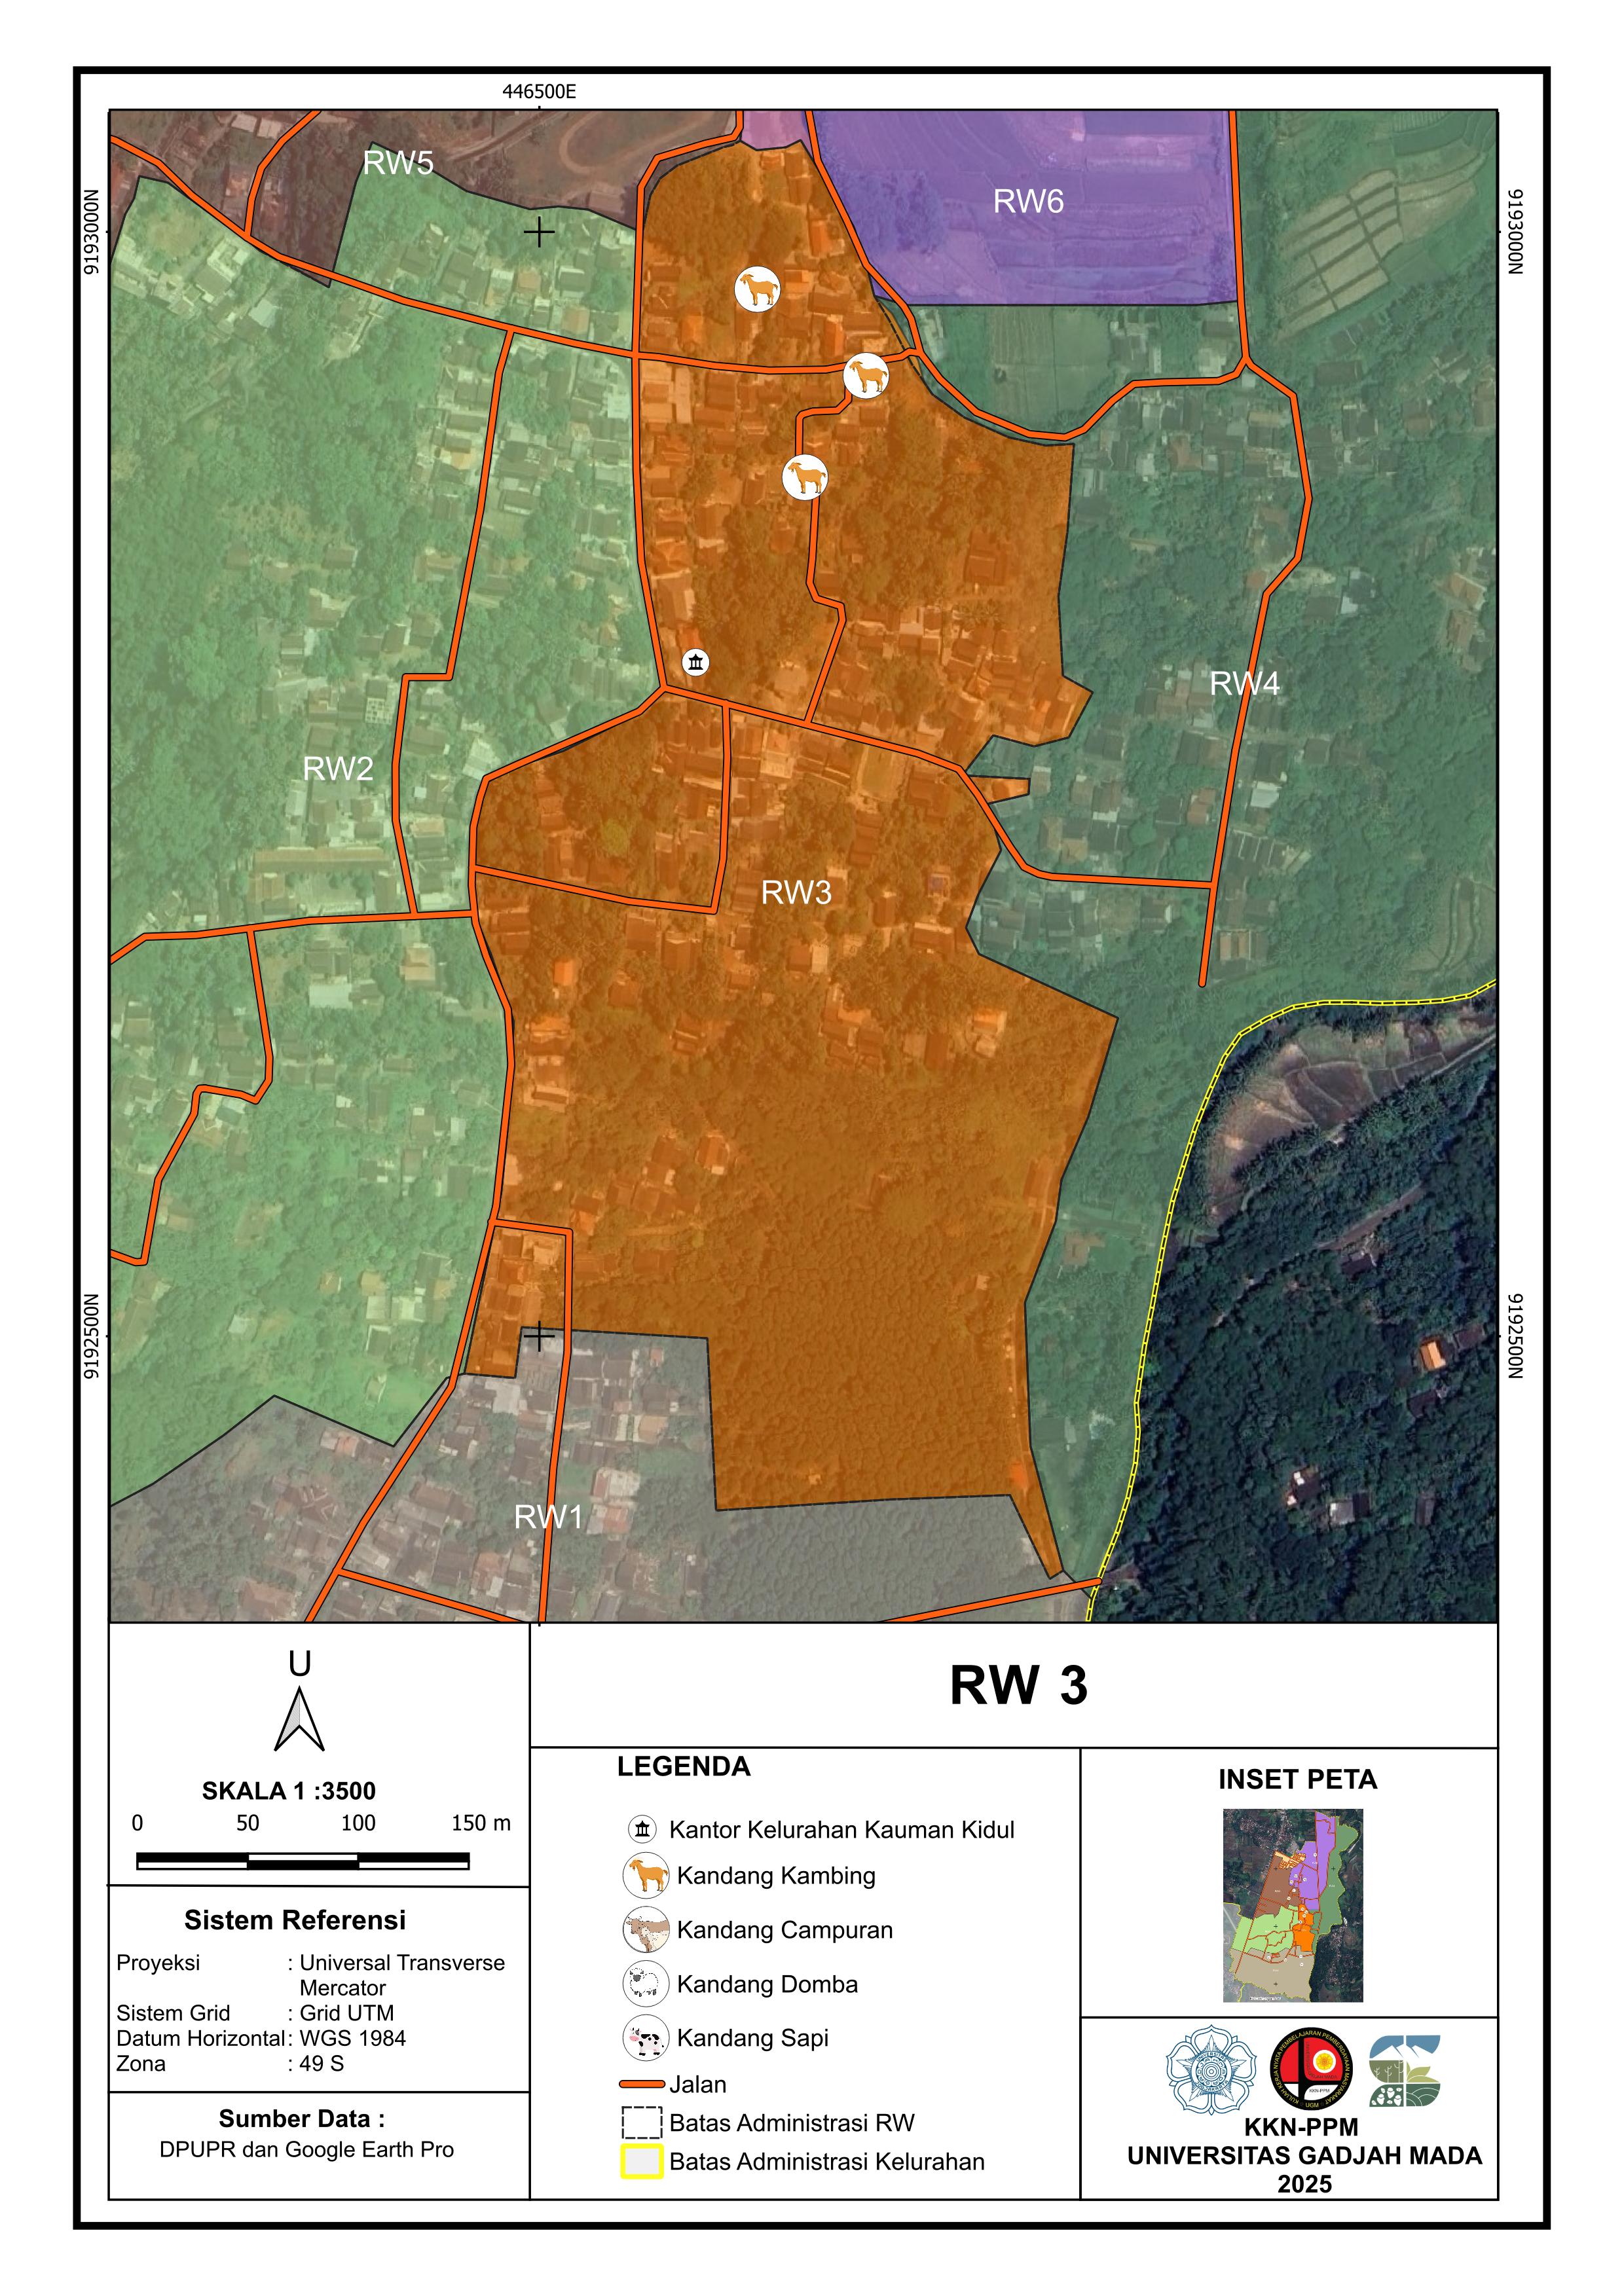 446500E
9193000N
9193000N
RW5
RW6
RW4
RW2
RW3
9192500N
9192500N
RW1
U
SKALA 1 :3500
0 50 100 150 m
Sistem Referensi
Proyeksi : Universal Transverse
Mercator
Sistem Grid : Grid UTM
Datum Horizontal : WGS 1984
Zona : 49 S
Sumber Data :
DPUPR dan Google Earth Pro
RW 3
LEGENDA
Kantor Kelurahan Kauman Kidul
Kandang Kambing
Kandang Campuran
Kandang Domba
Kandang Sapi
Jalan
Batas Administrasi RW
Batas Administrasi Kelurahan
INSET PETA
KKN-PPM
UNIVERSITAS GADJAH MADA
2025